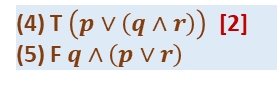 (4) T (p ∨ (q ∧ r)) [2]
(5) F q ∧ (p ∨ r)